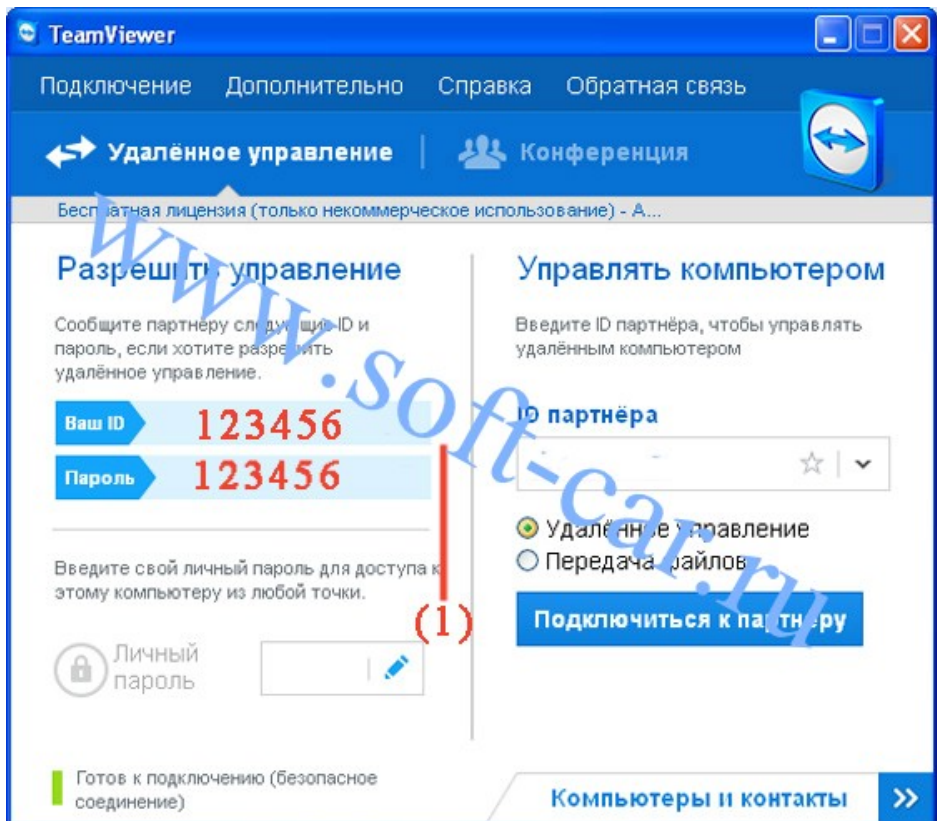 TeamViewer
Подключение Дополнительно Справка Обратная связь
Удалённое управление Конференция
Бесплатная лицензия (только некоммерческое использование) - А...
Разрешить управление
Сообщите партнёру следующие ID и
пароль, если хотите разрешить
удалённое управление.
Ваш ID 123456
Пароль 123456
Введите свой личный пароль для доступа к
этому компьютеру из любой точки.
(1)
Личный
пароль
Управлять компьютером
Введите ID партнёра, чтобы управлять
удалённым компьютером
ID партнёра
Удалённое управление
Передача файлов
Подключиться к партнёру
Готов к подключению (безопасное
соединение)
Компьютеры и контакты
www.soft-car.ru